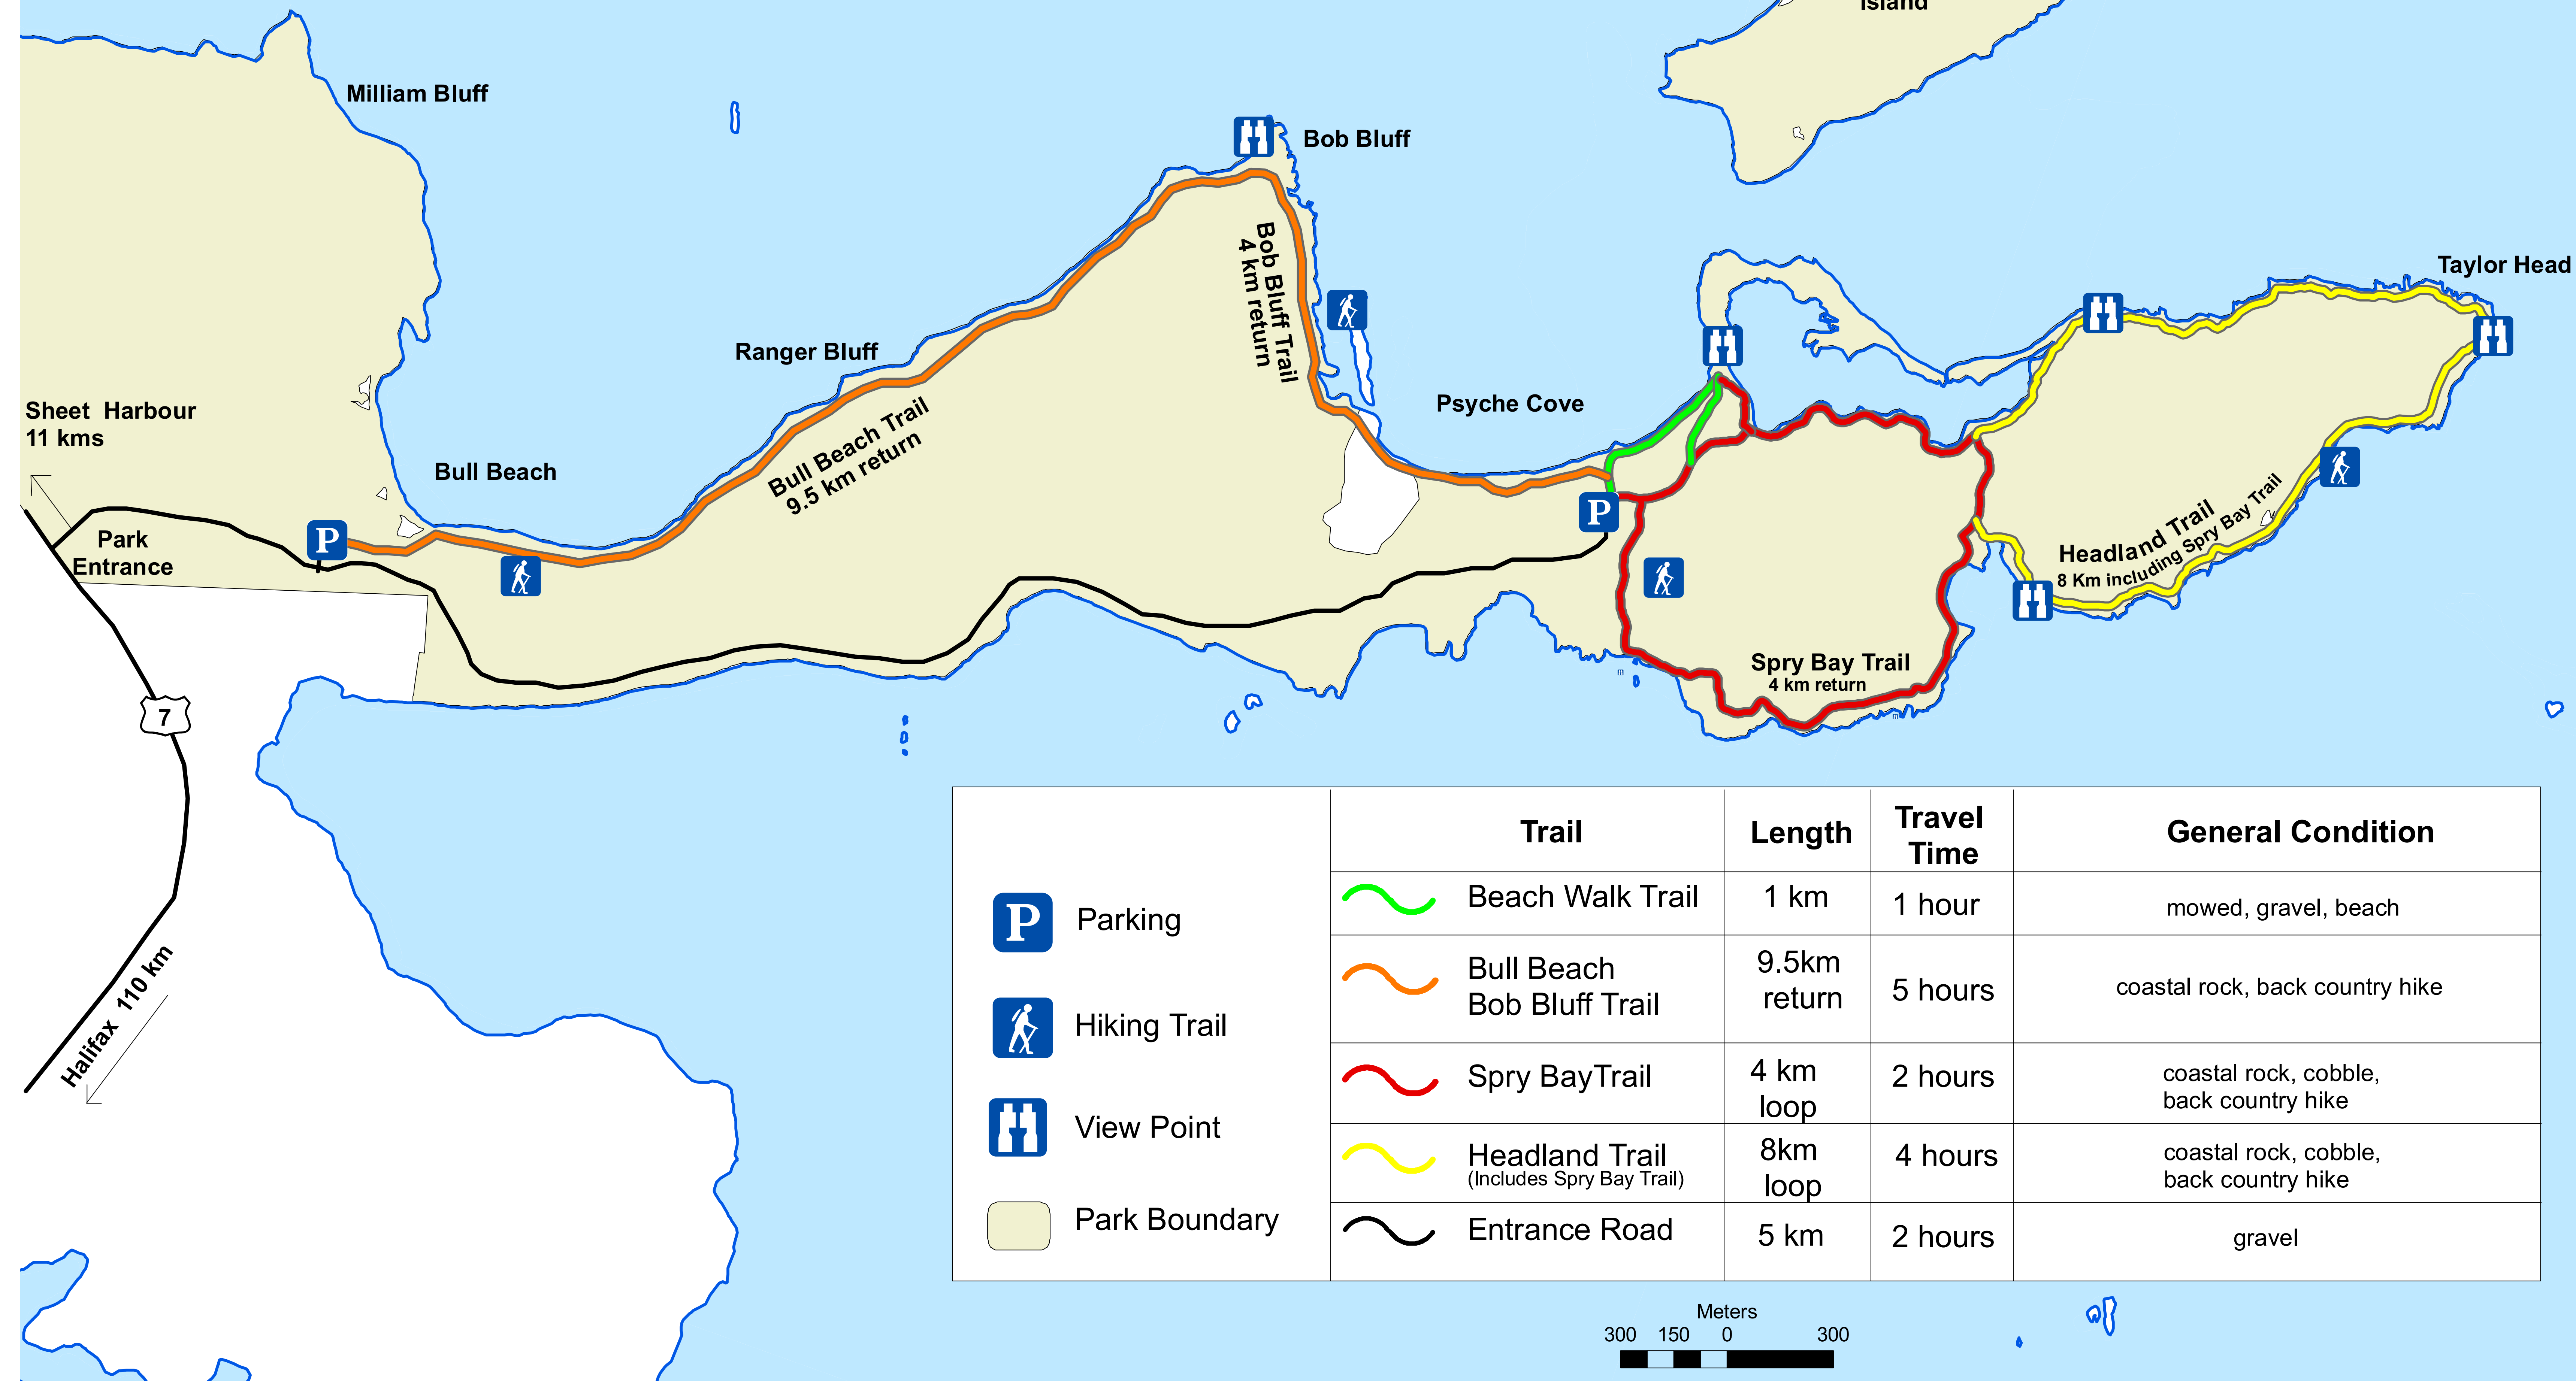 Island
Milliam Bluff
Bob Bluff
Bob Bluff Trail
4 km return
Taylor Head
Ranger Bluff
Psyche Cove
Sheet Harbour
11 kms
Bull Beach
Bull Beach Trail
9.5 km return
Park
Entrance
P
P
Headland Trail
8 Km including Spry Bay Trail
Spry Bay Trail
4 km return
7
Halifax 110 km
P Parking
Hiking Trail
View Point
Park Boundary
Trail Length Travel Time General Condition
Beach Walk Trail 1 km 1 hour mowed, gravel, beach
Bull Beach
Bob Bluff Trail
9.5km
return
5 hours
coastal rock, back country hike
Spry BayTrail
4 km
loop
2 hours
coastal rock, cobble,
back country hike
Headland Trail
(Includes Spry Bay Trail)
8km
loop
4 hours
coastal rock, cobble,
back country hike
Entrance Road 5 km 2 hours gravel
Meters
300 150 0 300